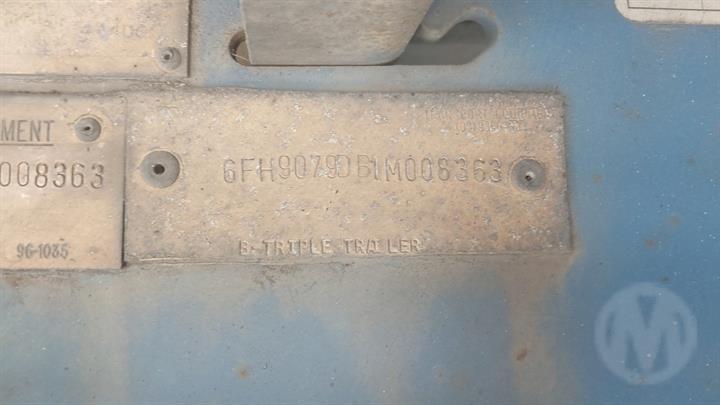 MENT
008363
96-1035
6FH9079DB1M008363
B-TRIPLE TRAILER
M